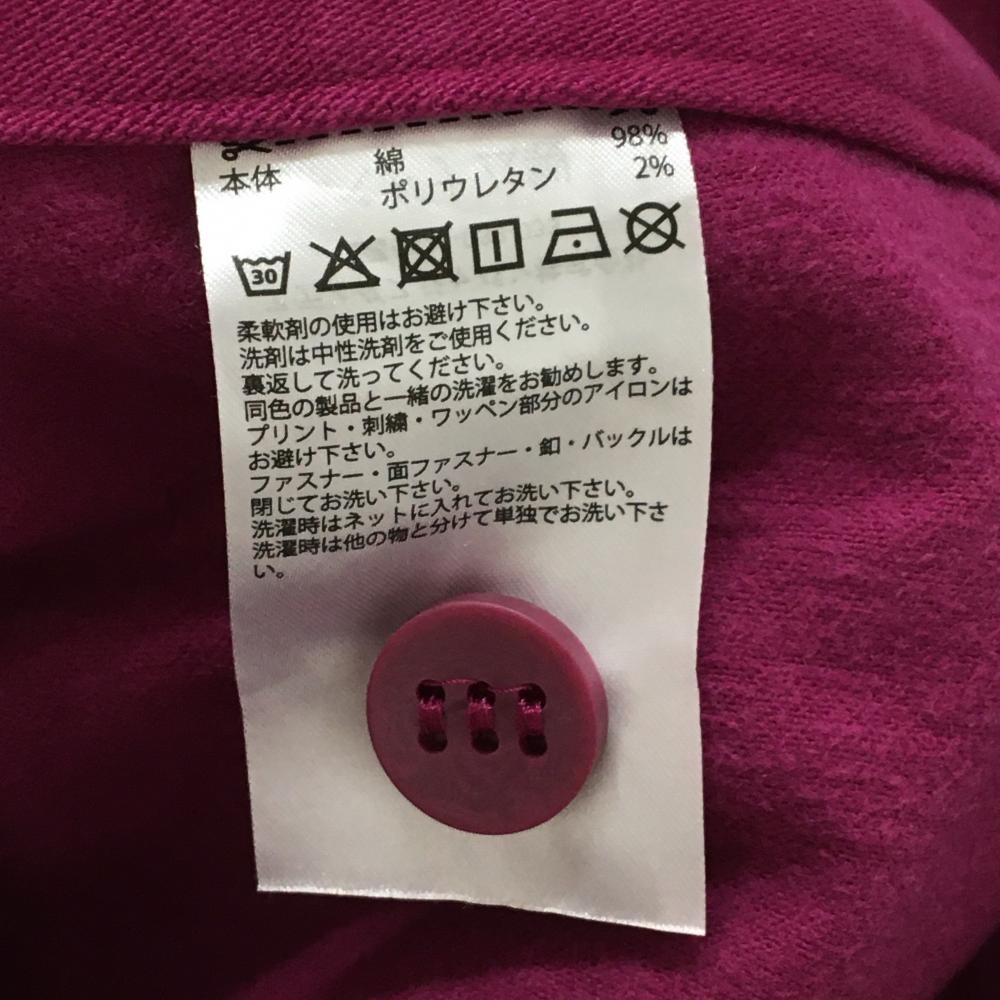 本体 綿 98%
ポリウレタン 2%
30
柔軟剤の使用はお避け下さい。
洗剤は中性洗剤をご使用ください。
裏返して洗ってください。
同色の製品と一緒の洗濯をお勧めします。
プリント・刺繍・ワッペン部分のアイロンは
お避け下さい。
ファスナー・面ファスナー・釦・バックルは
閉じてお洗い下さい。
洗濯時はネットに入れてお洗い下さい。
洗濯時は他の物と分けて単独でお洗い下さ
い。